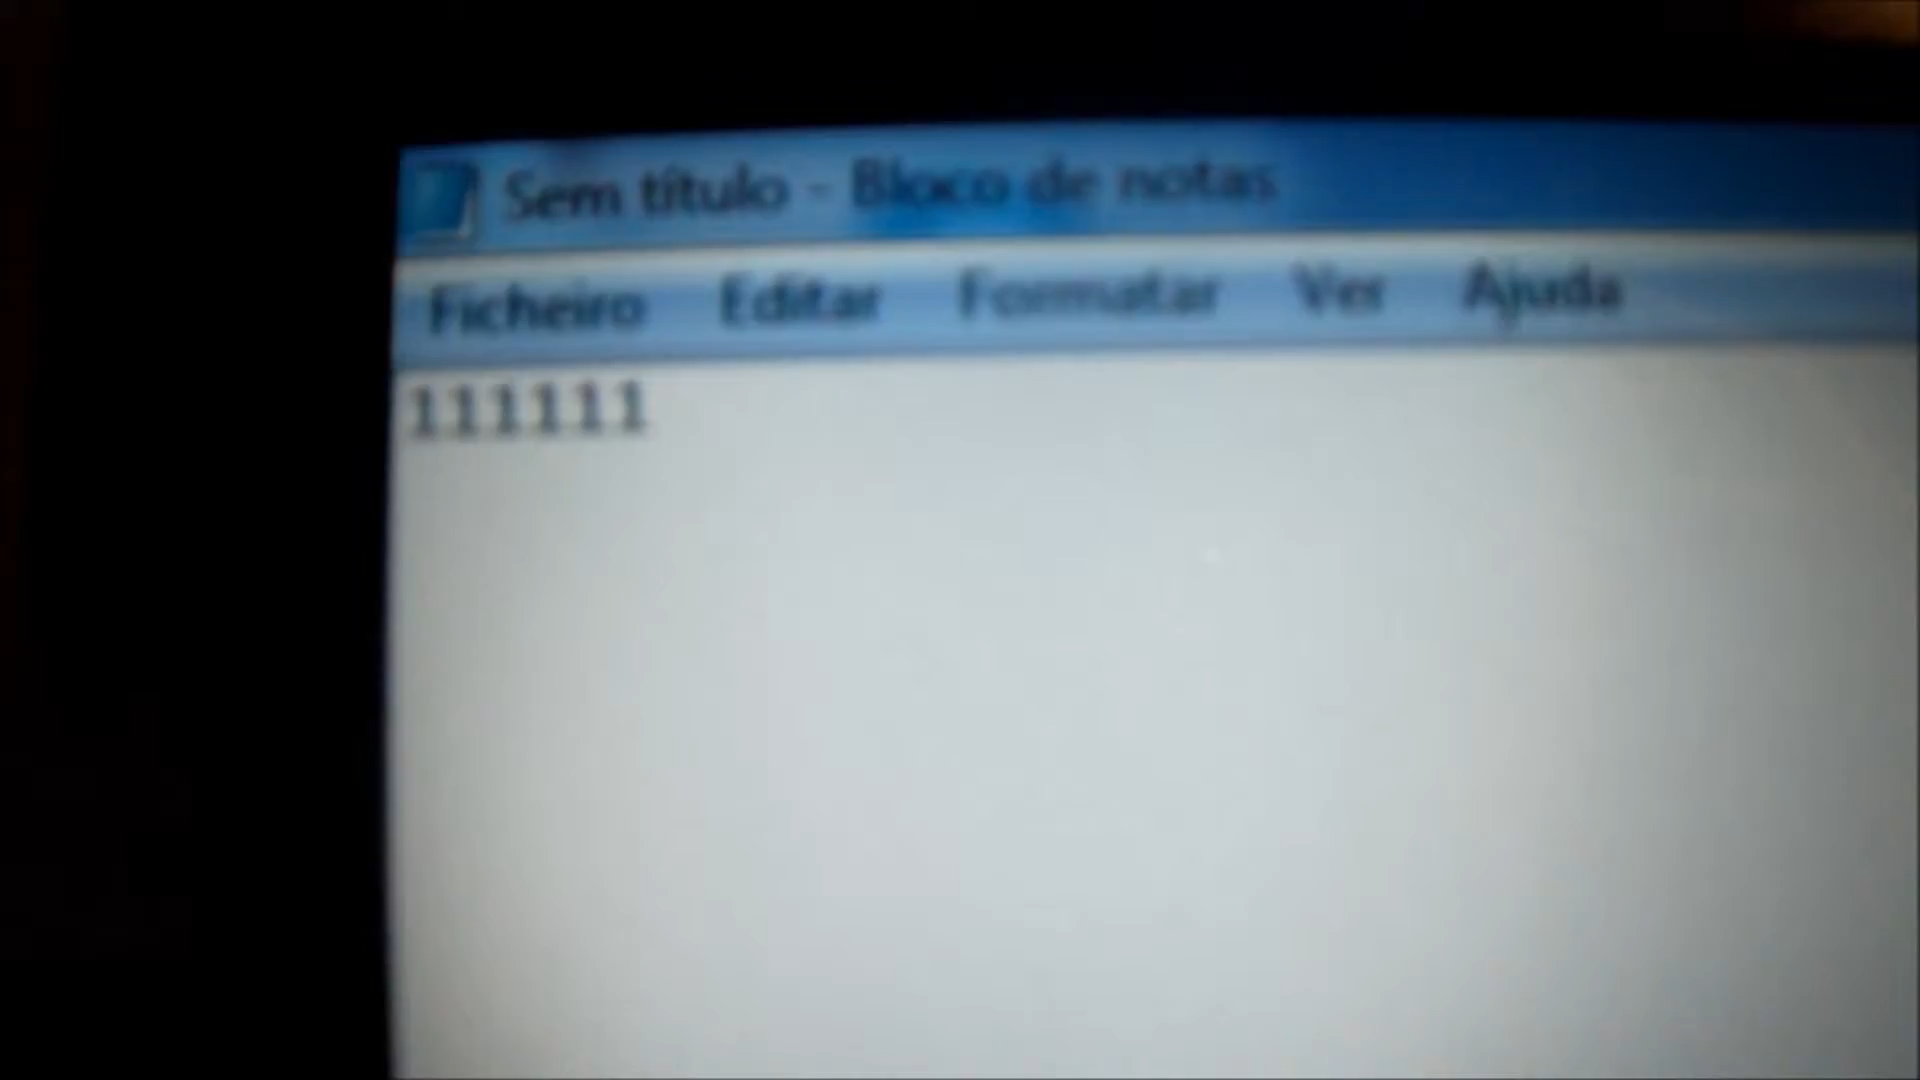 Sem título - Bloco de notas
Ficheiro Editar Formatar Ver Ajuda
111111